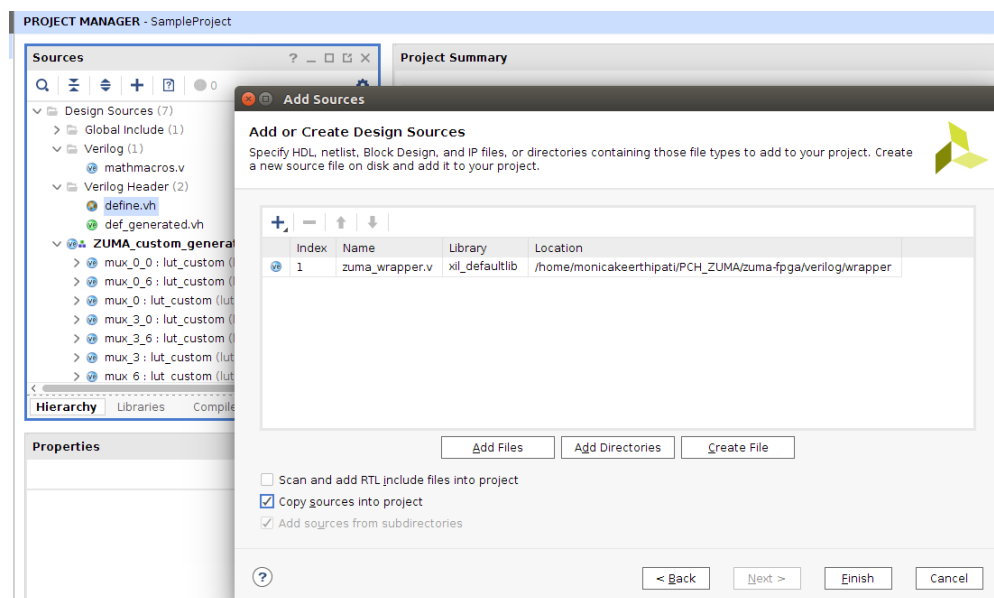 PROJECT MANAGER - SampleProject
Sources
Project Summary
0
Add Sources
Design Sources (7)
Global Include (1)
Verilog (1)
mathmacros.v
Verilog Header (2)
define.vh
def_generated.vh
ZUMA_custom_generat
mux_0_0 : lut_custom (
mux_0_6 : lut_custom (
mux_0 : lut_custom (lut
mux_3_0 : lut_custom (
mux_3_6 : lut_custom (
mux_3 : lut_custom (lut
mux_6 : lut_custom (lut
Hierarchy Libraries Compile
Properties
Add or Create Design Sources
Specify HDL, netlist, Block Design, and IP files, or directories containing those file types to add to your project. Create
a new source file on disk and add it to your project.
Index Name Library Location
1 zuma_wrapper.v xil_defaultlib /home/monicakeerthipati/PCH_ZUMA/zuma-fpga/verilog/wrapper
Add Files Add Directories Create File
Scan and add RTL include files into project
Copy sources into project
Add sources from subdirectories
?
< Back Next > Finish Cancel